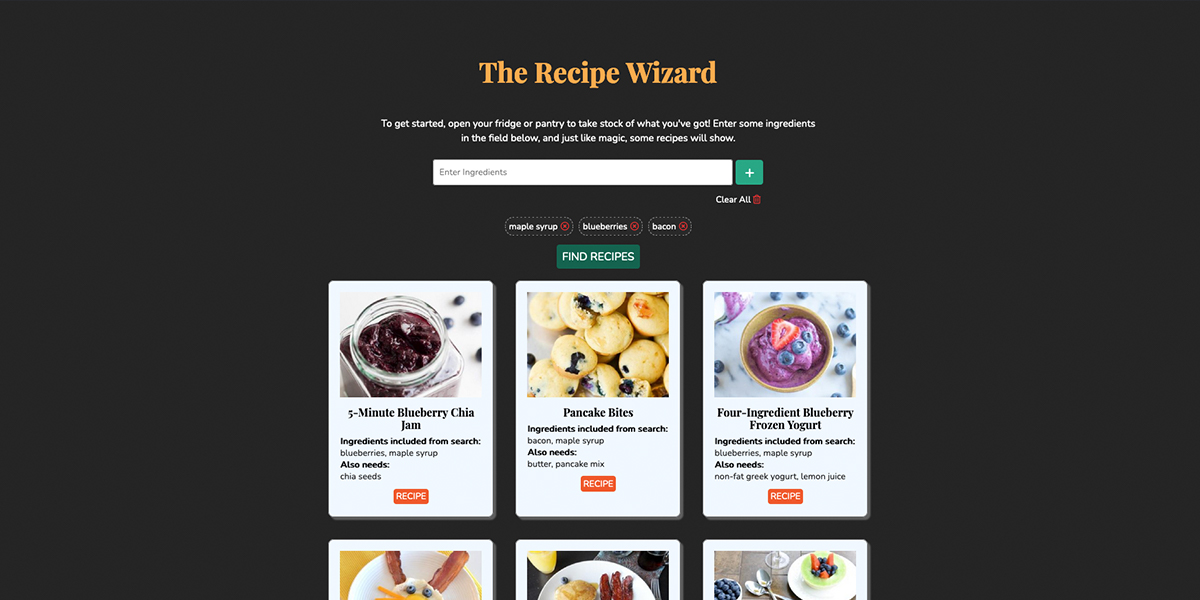 The Recipe Wizard
To get started, open your fridge or pantry to take stock of what you've got! Enter some ingredients
in the field below, and just like magic, some recipes will show.
Enter Ingredients
+
Clear All
maple syrup
blueberries
bacon
FIND RECIPES
5-Minute Blueberry Chia
Jam
Ingredients included from search:
blueberries, maple syrup
Also needs:
chia seeds
RECIPE
Pancake Bites
Ingredients included from search:
bacon, maple syrup
Also needs:
butter, pancake mix
RECIPE
Four-Ingredient Blueberry
Frozen Yogurt
Ingredients included from search:
blueberries, maple syrup
Also needs:
non-fat greek yogurt, lemon juice
RECIPE